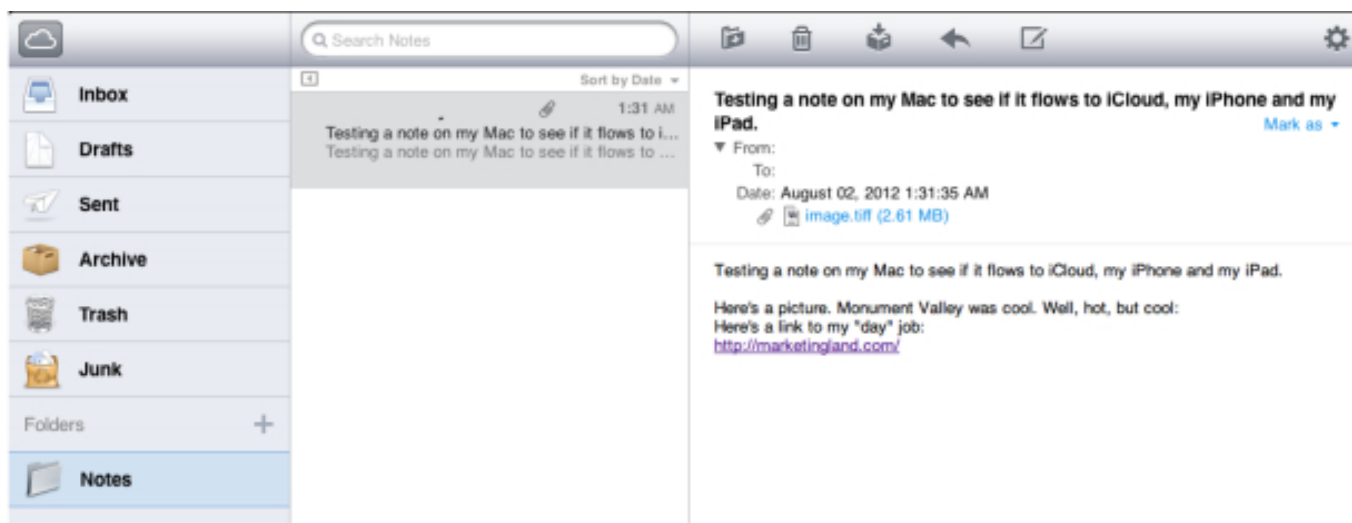 Search Notes
Inbox
Drafts
Sent
Archive
Trash
Junk
Folders
Notes
Sort by Date
1:31 AM
Testing a note on my Mac to see if it flows to i...
Testing a note on my Mac to see if it flows to ...
Testing a note on my Mac to see if it flows to iCloud, my iPhone and my
iPad.
Mark as
From:
To:
Date: August 02, 2012 1:31:35 AM
image.tiff (2.61 MB)
Testing a note on my Mac to see if it flows to iCloud, my iPhone and my iPad.
Here's a picture. Monument Valley was cool. Well, hot, but cool:
Here's a link to my "day" job:
http://marketingland.com/